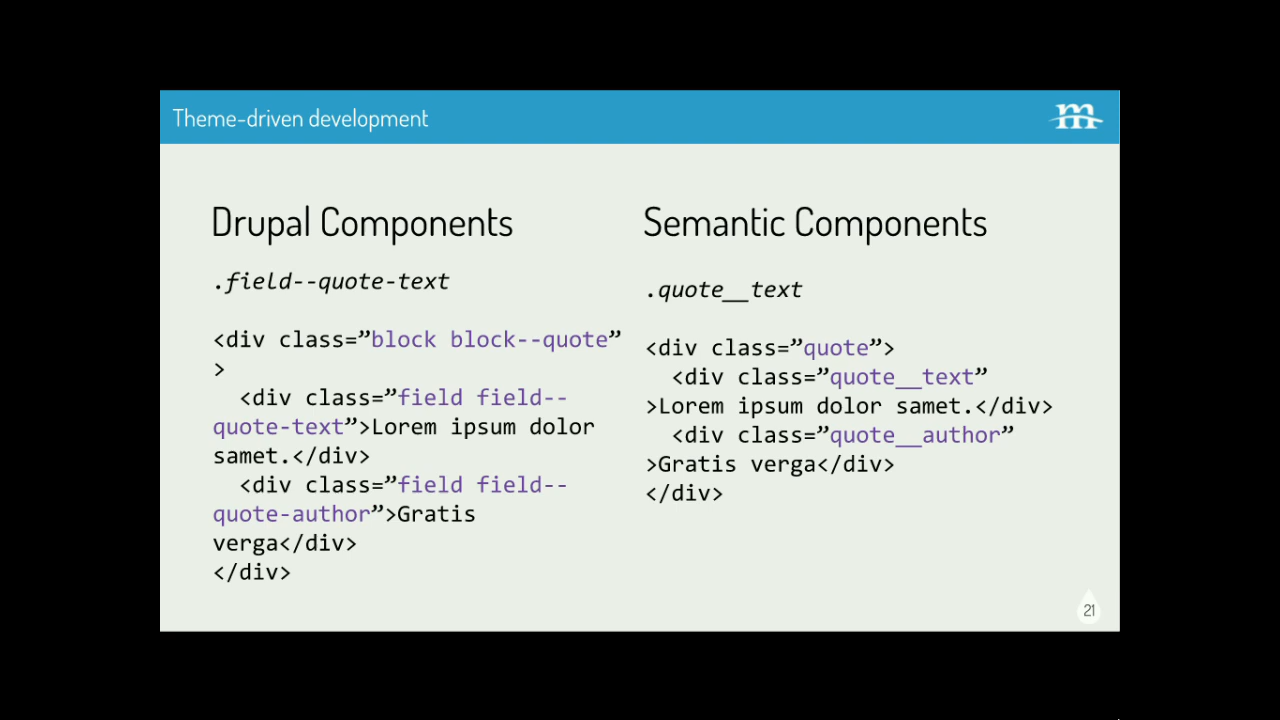 Theme-driven development
m
Drupal Components
.field--quote-text
<div class=”block block--quote”
>
  <div class=”field field--
quote-text”>Lorem ipsum dolor
samet.</div>
  <div class=”field field--
quote-author”>Gratis
verga</div>
</div>
Semantic Components
.quote__text
<div class=”quote”>
  <div class=”quote__text”
>Lorem ipsum dolor samet.</div>
  <div class=”quote__author”
>Gratis verga</div>
</div>
21